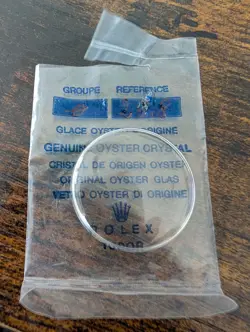 GROUPE REFERENCE
GLACE OYSTER D'ORIGINE
GENUINE OYSTER CRYSTAL
CRISTAL DE ORIGEN OYSTER
ORIGINAL OYSTER GLAS
VETRO OYSTER DI ORIGINE
ROLEX